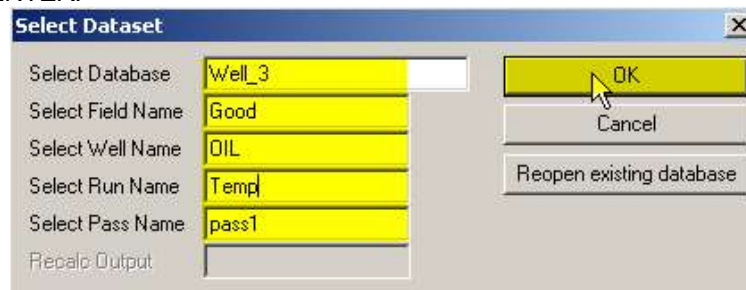 Select Dataset
Select Database Well_3 OK
Select Field Name Good Cancel
Select Well Name OIL
Select Run Name Temp Reopen existing database
Select Pass Name pass1
Recalc Output